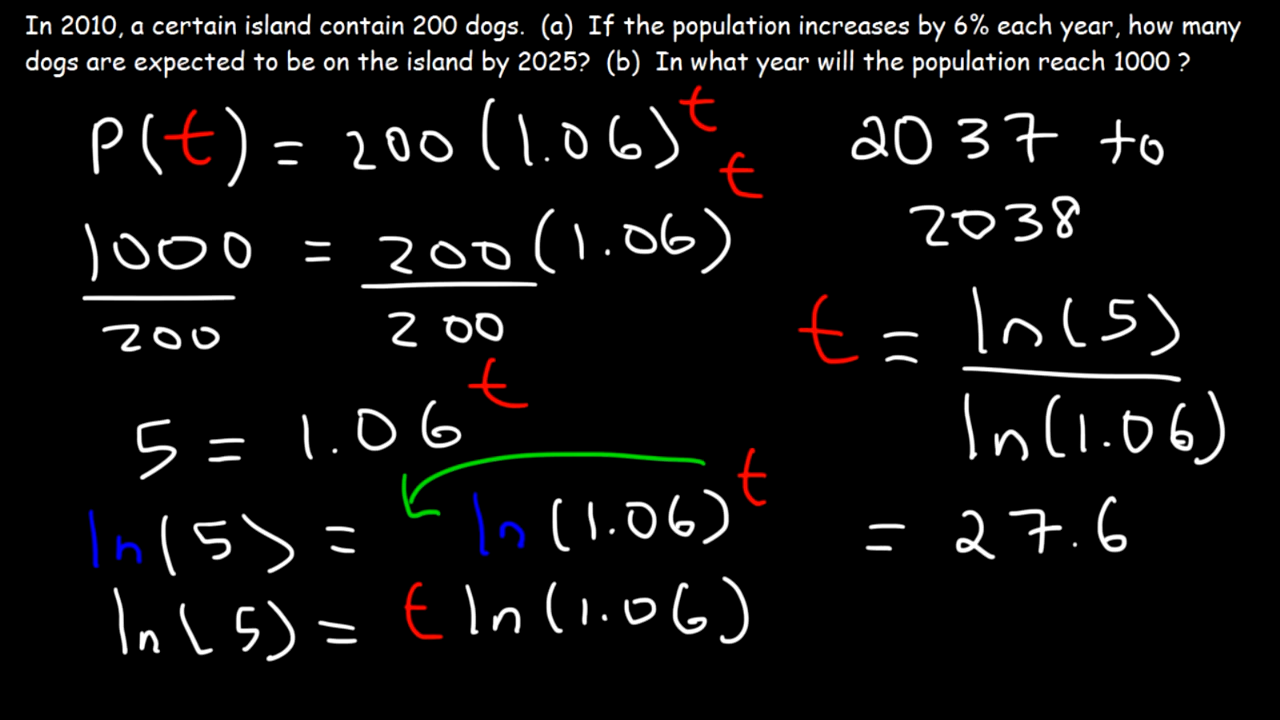 In 2010, a certain island contain 200 dogs. (a) If the population increases by 6% each year, how many
dogs are expected to be on the island by 2025? (b) In what year will the population reach 1000 ?
P(t) = 200 (1.06)^t
1000/200 = 200(1.06)^t/200
5 = 1.06^t
ln(5) = ln(1.06)^t
ln(5) = t ln(1.06)
2037 to
2038
t = ln(5)/ln(1.06)
= 27.6